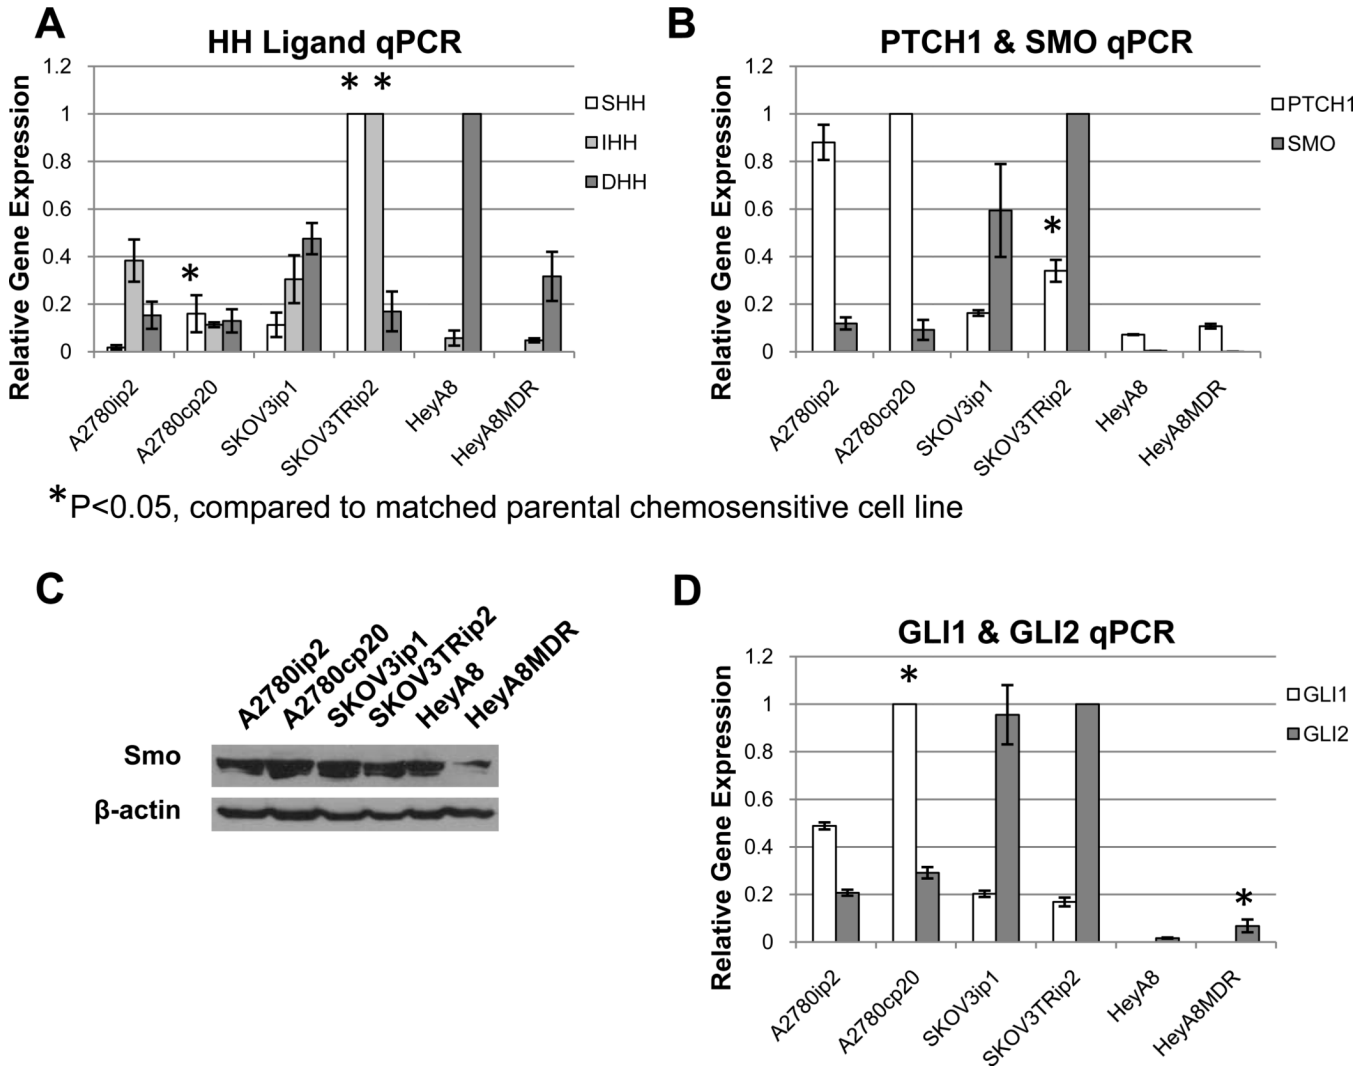 A
HH Ligand qPCR
Relative Gene Expression
1.2
1
0.8
0.6
0.4
0.2
0
* *
*
SHH
IHH
DHH
A2780ip2
A2780cp20
SKOV3ip1
SKOV3TRip2
HeyA8
HeyA8MDR
B
PTCH1 & SMO qPCR
Relative Gene Expression
1.2
1
0.8
0.6
0.4
0.2
0
*
PTCH1
SMO
A2780ip2
A2780cp20
SKOV3ip1
SKOV3TRip2
HeyA8
HeyA8MDR
*P<0.05, compared to matched parental chemosensitive cell line
C
A2780ip2
A2780cp20
SKOV3ip1
SKOV3TRip2
HeyA8
HeyA8MDR
Smo
β-actin
D
GLI1 & GLI2 qPCR
Relative Gene Expression
1.2
1
0.8
0.6
0.4
0.2
0
*
*
GLI1
GLI2
A2780ip2
A2780cp20
SKOV3ip1
SKOV3TRip2
HeyA8
HeyA8MDR